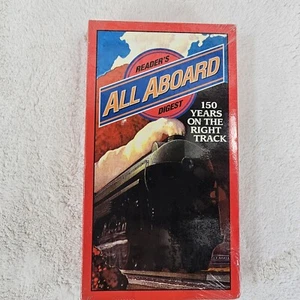 READER'S
ALL ABOARD
DIGEST
150
YEARS
ON THE
RIGHT
TRACK